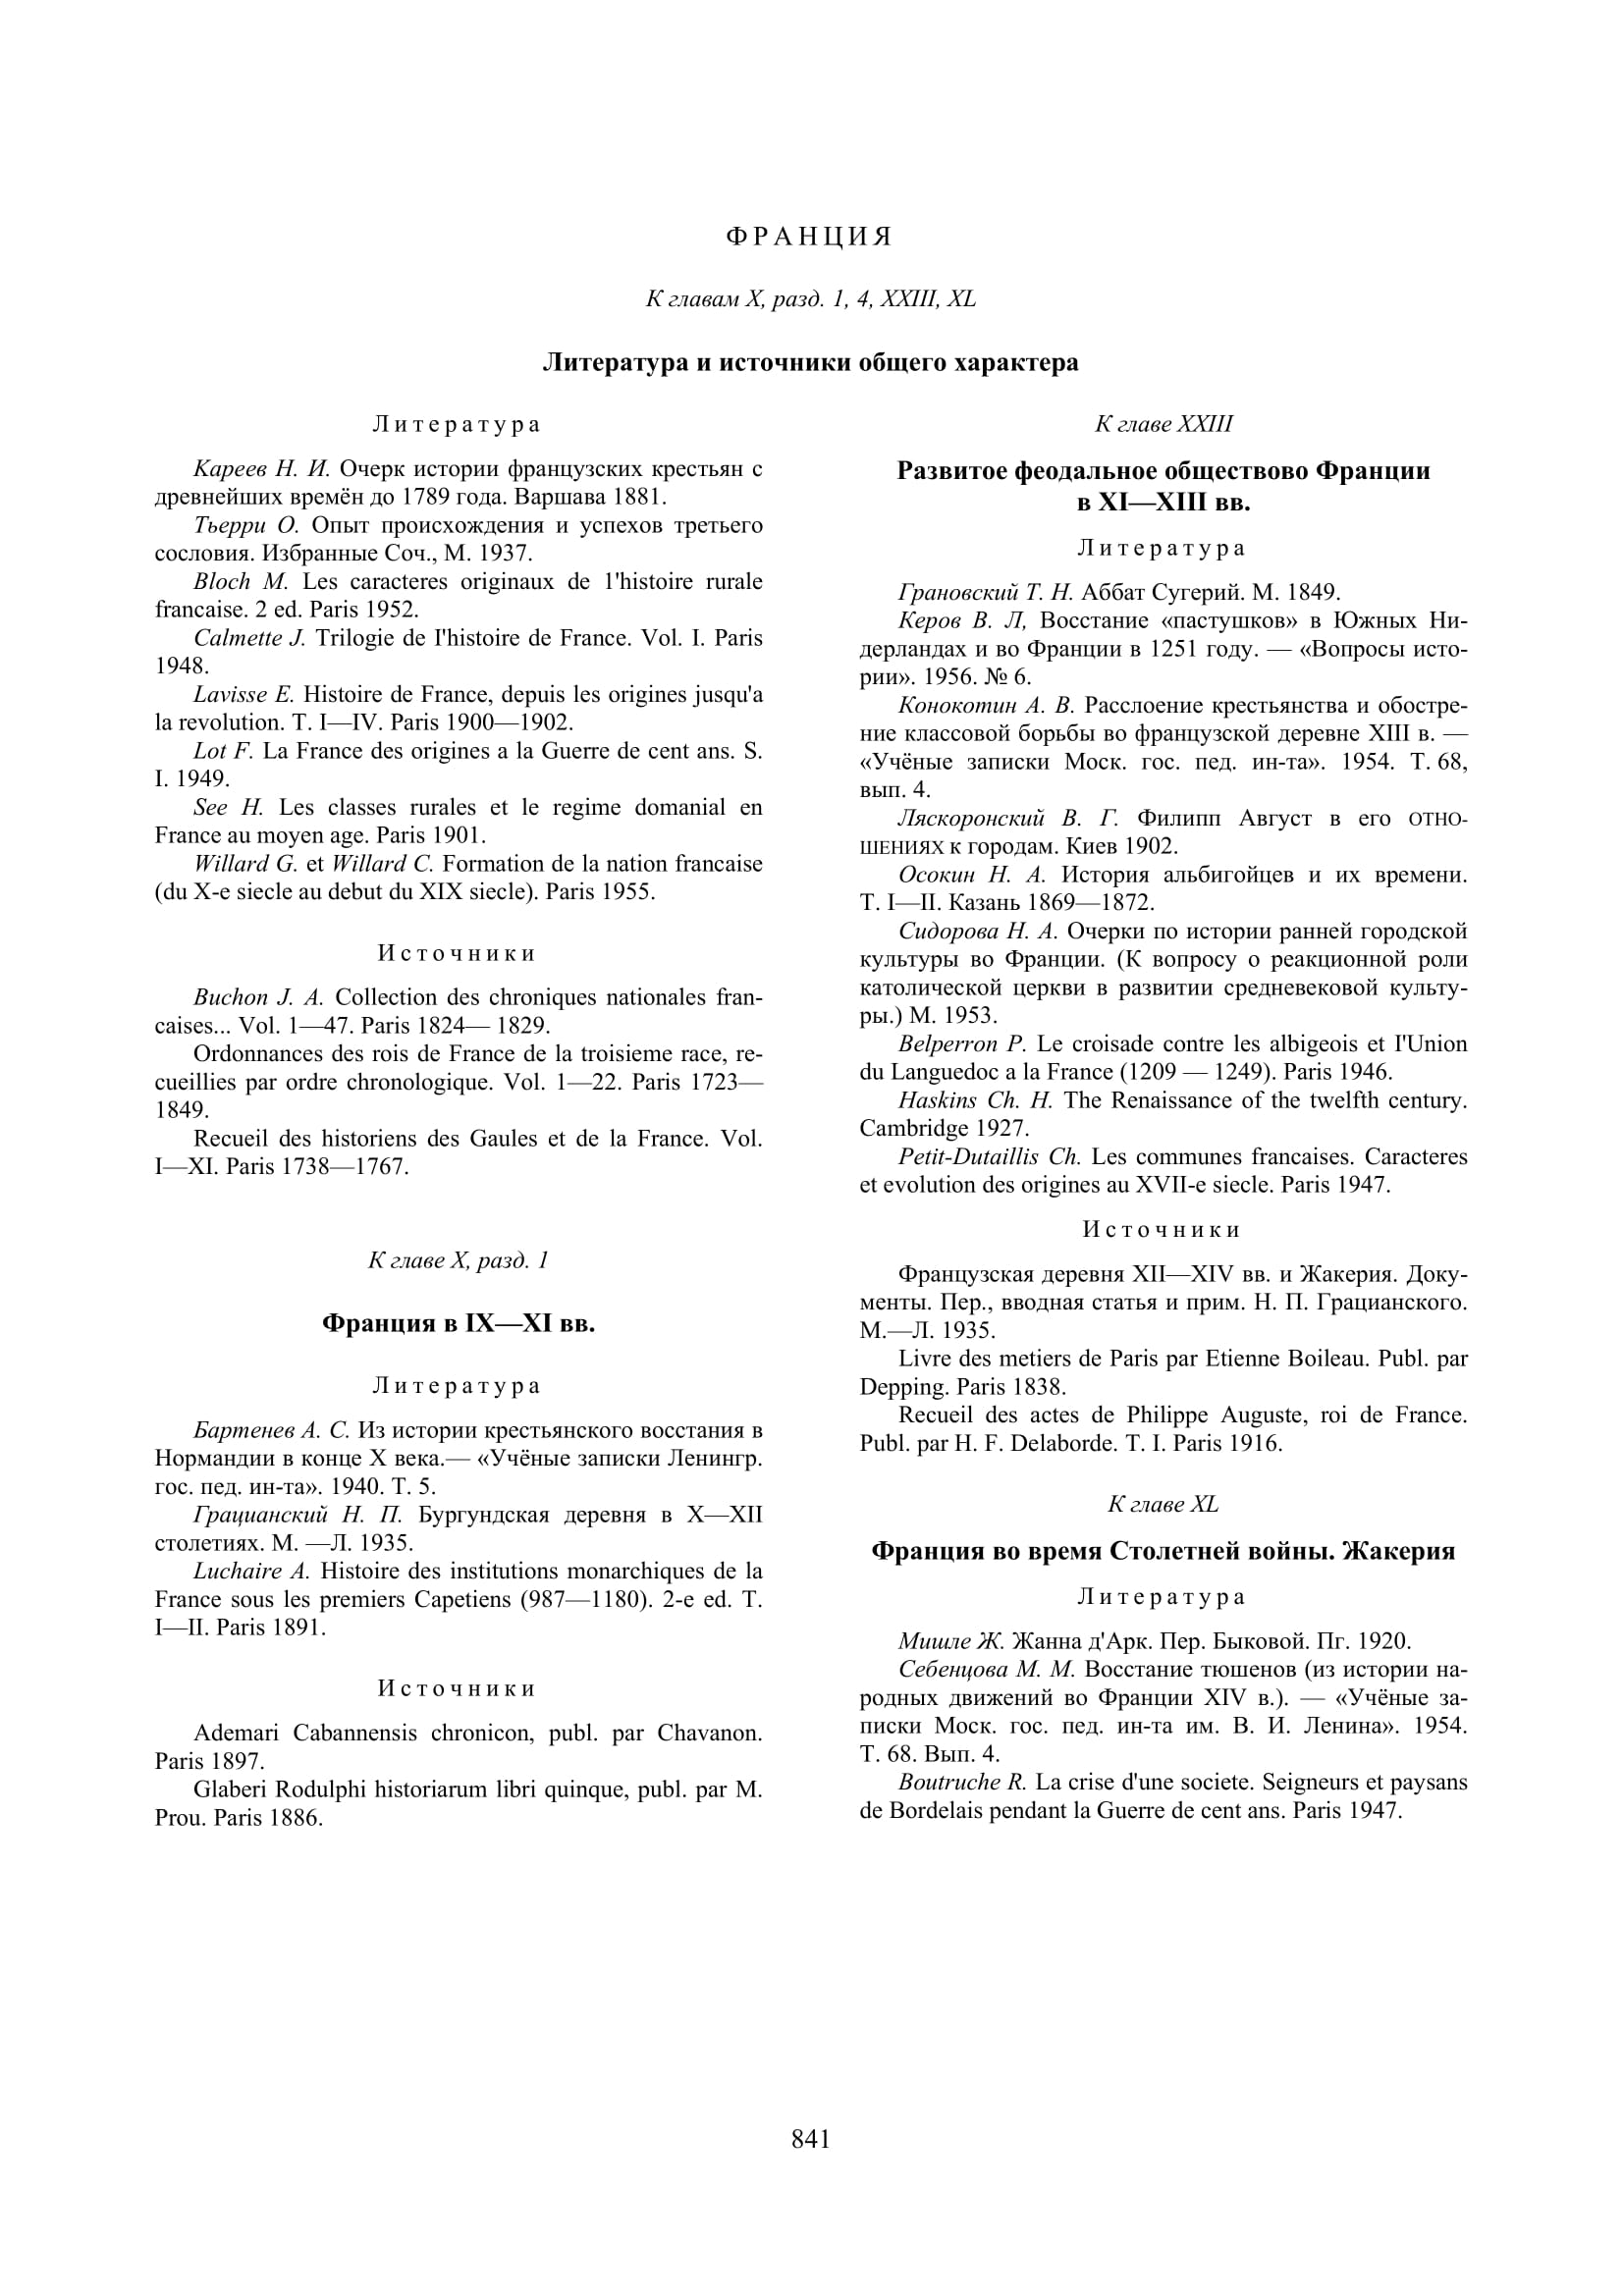 ФРАНЦИЯ
К главам X, разд. 1, 4, XXIII, XL
Литература и источники общего характера
Литература
Кареев Н. И. Очерк истории французских крестьян с
древнейших времён до 1789 года. Варшава 1881.
Тьерри О. Опыт происхождения и успехов третьего
сословия. Избранные Соч., М. 1937.
Bloch M. Les caracteres originaux de 1'histoire rurale
francaise. 2 ed. Paris 1952.
Calmette J. Trilogie de I'histoire de France. Vol. I. Paris
1948.
Lavisse E. Histoire de France, depuis les origines jusqu'a
la revolution. T. I—IV. Paris 1900—1902.
Lot F. La France des origines a la Guerre de cent ans. S.
I. 1949.
See H. Les classes rurales et le regime domanial en
France au moyen age. Paris 1901.
Willard G. et Willard C. Formation de la nation francaise
(du X-e siecle au debut du XIX siecle). Paris 1955.
Источники
Buchon J. A. Collection des chroniques nationales fran-
caises... Vol. 1—47. Paris 1824— 1829.
Ordonnances des rois de France de la troisieme race, re-
cueillies par ordre chronologique. Vol. 1—22. Paris 1723—
1849.
Recueil des historiens des Gaules et de la France. Vol.
I—XI. Paris 1738—1767.
К главе X, разд. 1
Франция в IX—XI вв.
Литература
Бартенев А. С. Из истории крестьянского восстания в
Нормандии в конце X века.— «Учёные записки Ленингр.
гос. пед. ин-та». 1940. Т. 5.
Грацианский Н. П. Бургундская деревня в X—XII
столетиях. М. —Л. 1935.
Luchaire A. Histoire des institutions monarchiques de la
France sous les premiers Capetiens (987—1180). 2-e ed. T.
I—II. Paris 1891.
Источники
Ademari Cabannensis chronicon, publ. par Chavanon.
Paris 1897.
Glaberi Rodulphi historiarum libri quinque, publ. par M.
Prou. Paris 1886.
К главе XXIII
Развитое феодальное обществово Франции
в XI—XIII вв.
Литература
Грановский Т. Н. Аббат Сугерий. М. 1849.
Керов В. Л, Восстание «пастушков» в Южных Ни-
дерландах и во Франции в 1251 году. — «Вопросы исто-
рии». 1956. № 6.
Конокотин А. В. Расслоение крестьянства и обостре-
ние классовой борьбы во французской деревне XIII в. —
«Учёные записки Моск. гос. пед. ин-та». 1954. Т. 68,
вып. 4.
Ляскоронский В. Г. Филипп Август в его ОТНО-
ШЕНИЯХ к городам. Киев 1902.
Осокин Н. А. История альбигойцев и их времени.
Т. I—II. Казань 1869—1872.
Сидорова Н. А. Очерки по истории ранней городской
культуры во Франции. (К вопросу о реакционной роли
католической церкви в развитии средневековой культу-
ры.) М. 1953.
Belperron P. Le croisade contre les albigeois et I'Union
du Languedoc a la France (1209 — 1249). Paris 1946.
Haskins Ch. H. The Renaissance of the twelfth century.
Cambridge 1927.
Petit-Dutaillis Ch. Les communes francaises. Caracteres
et evolution des origines au XVII-e siecle. Paris 1947.
Источники
Французская деревня XII—XIV вв. и Жакерия. Доку-
менты. Пер., вводная статья и прим. Н. П. Грацианского.
М.—Л. 1935.
Livre des metiers de Paris par Etienne Boileau. Publ. par
Depping. Paris 1838.
Recueil des actes de Philippe Auguste, roi de France.
Publ. par H. F. Delaborde. T. I. Paris 1916.
К главе XL
Франция во время Столетней войны. Жакерия
Литература
Мишле Ж. Жанна д'Арк. Пер. Быковой. Пг. 1920.
Себенцова М. М. Восстание тюшенов (из истории на-
родных движений во Франции XIV в.). — «Учёные за-
писки Моск. гос. пед. ин-та им. В. И. Ленина». 1954.
Т. 68. Вып. 4.
Boutruche R. La crise d'une societe. Seigneurs et paysans
de Bordelais pendant la Guerre de cent ans. Paris 1947.
841